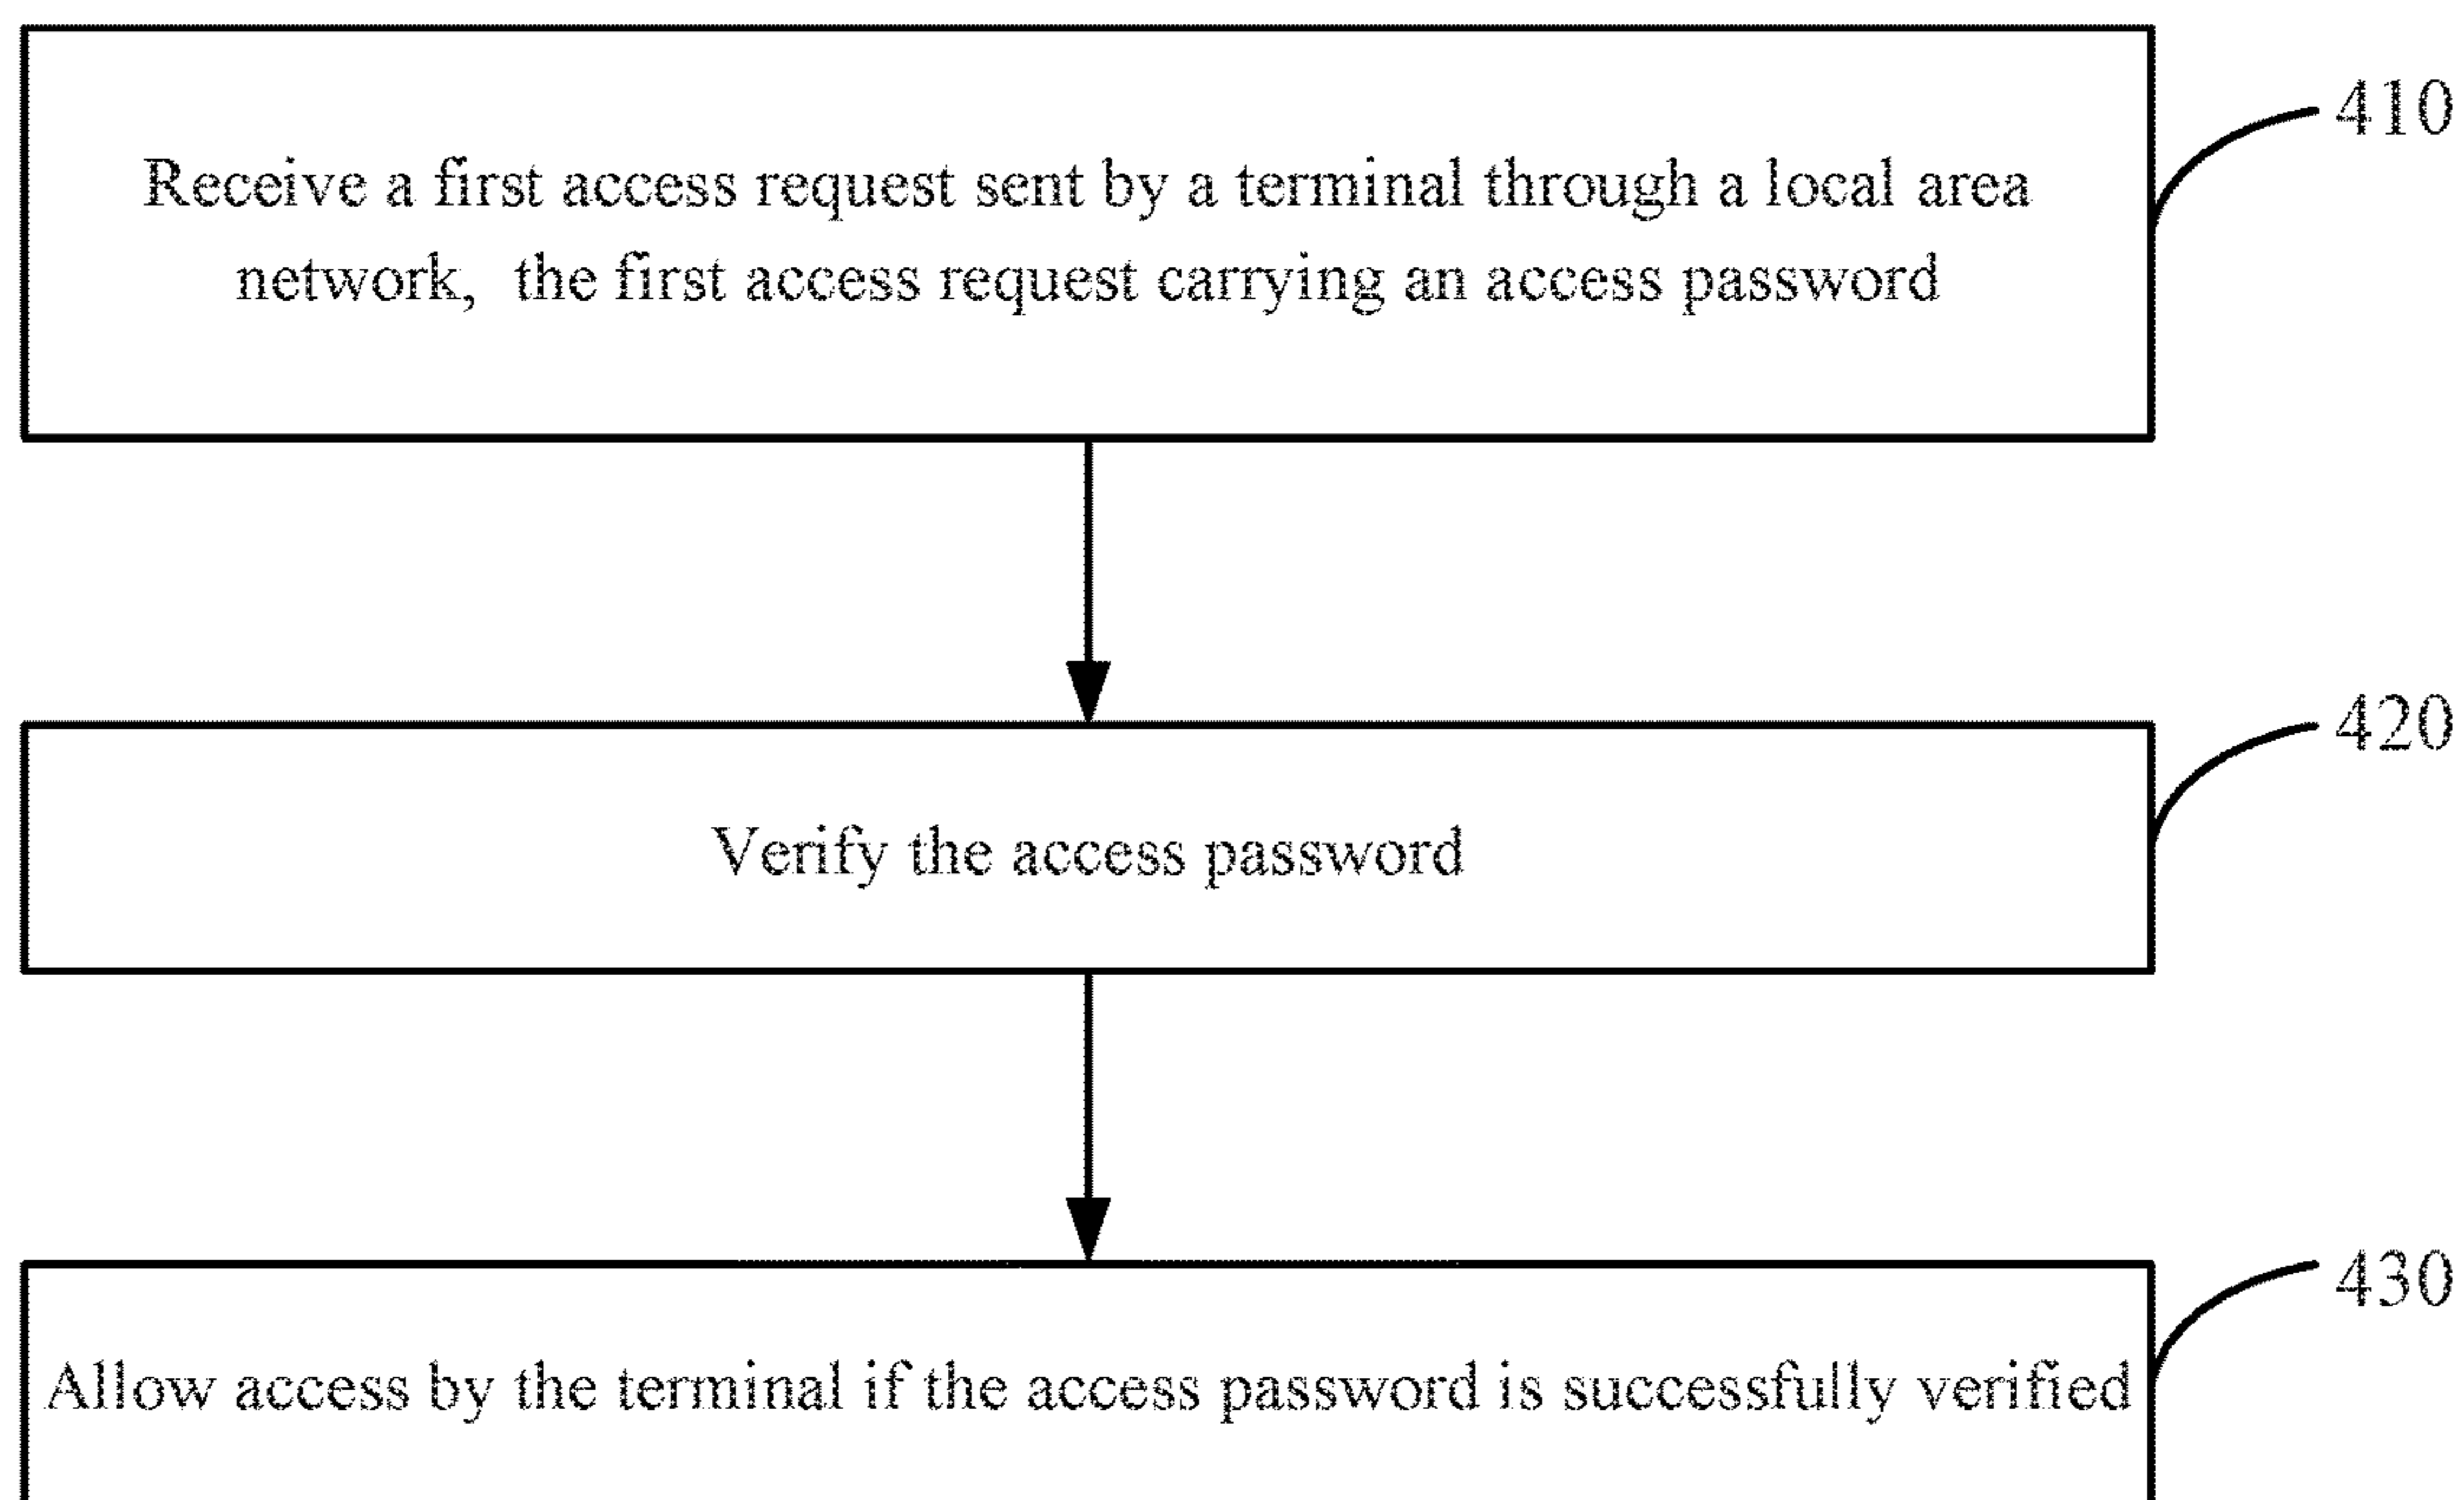 410
Receive a first access request sent by a terminal through a local area
network, the first access request carrying an access password
420
Verify the access password
430
Allow access by the terminal if the access password is successfully verified